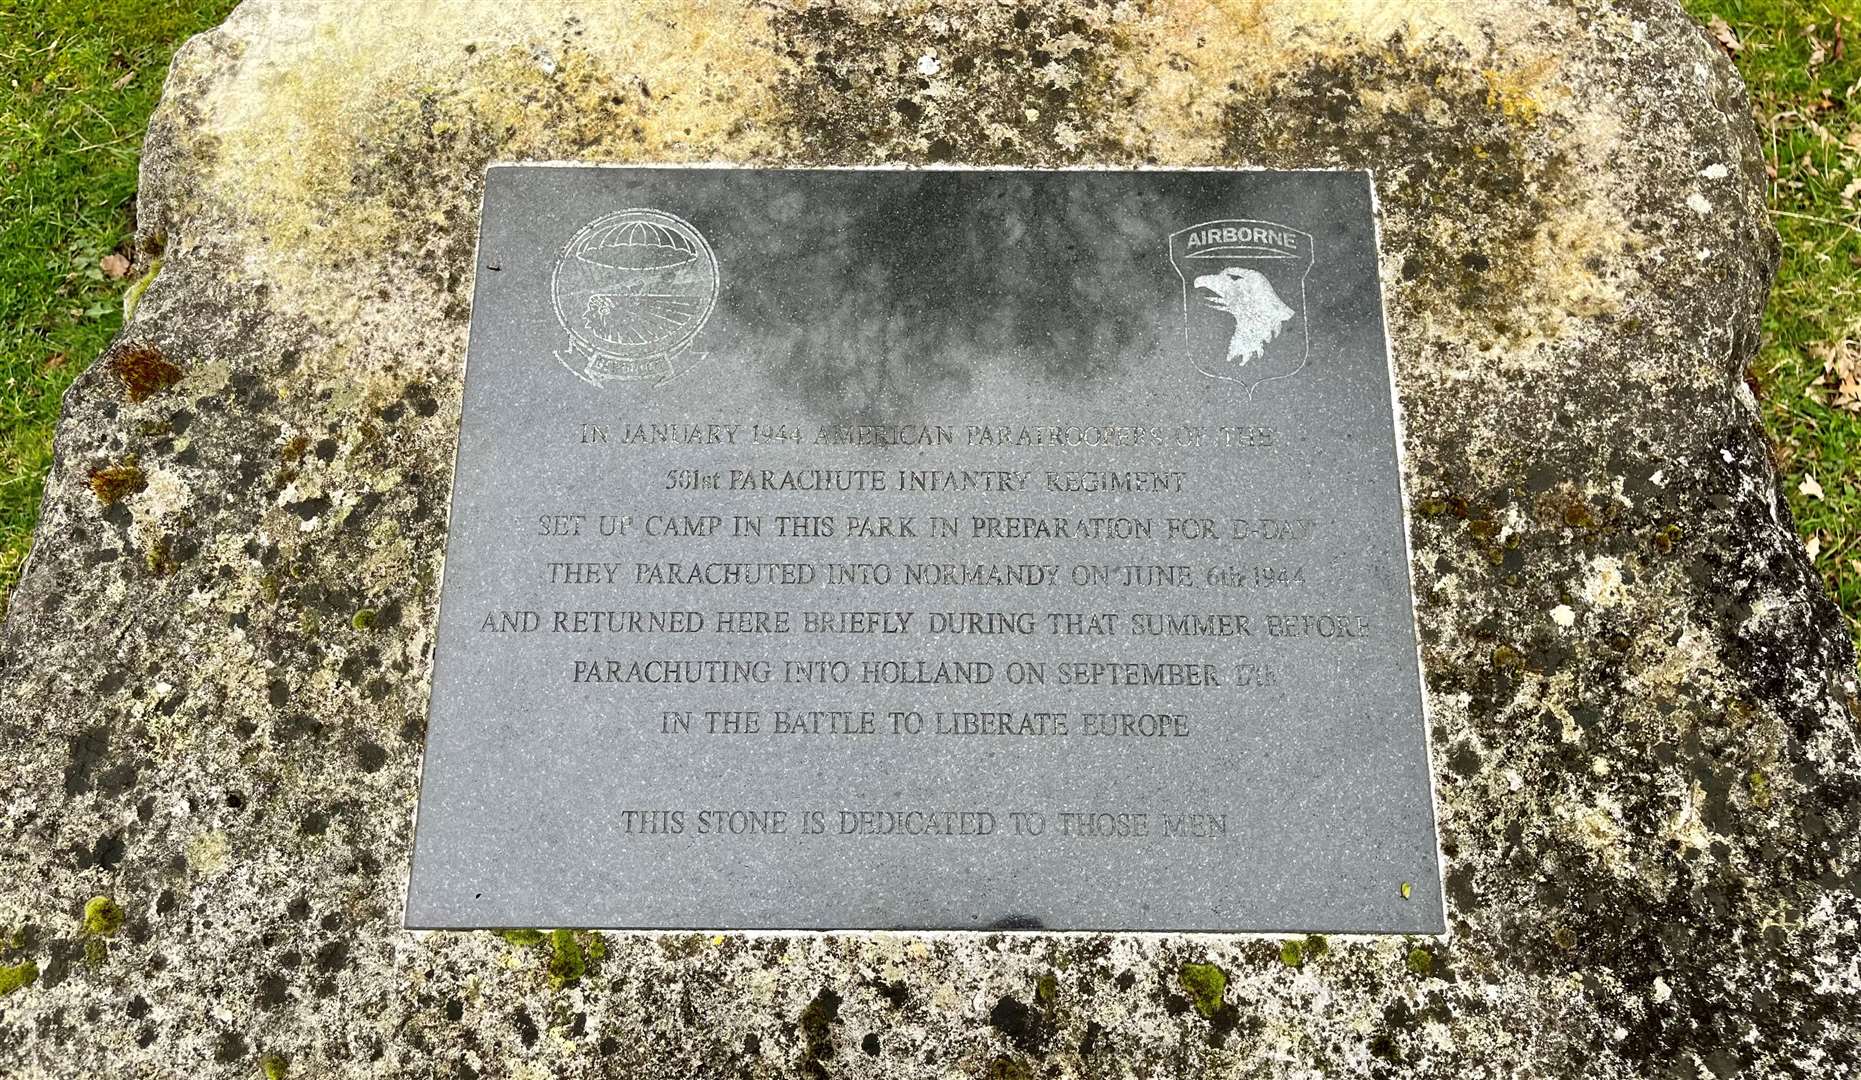 AIRBORNE
IN JANUARY 1944 AMERICAN PARATROOPERS OF THE
501st PARACHUTE INFANTRY REGIMENT
SET UP CAMP IN THIS PARK IN PREPARATION FOR D-DAY
THEY PARACHUTED INTO NORMANDY ON JUNE 6th 1944
AND RETURNED HERE BRIEFLY DURING THAT SUMMER BEFORE
PARACHUTING INTO HOLLAND ON SEPTEMBER 17th
IN THE BATTLE TO LIBERATE EUROPE
THIS STONE IS DEDICATED TO THOSE MEN